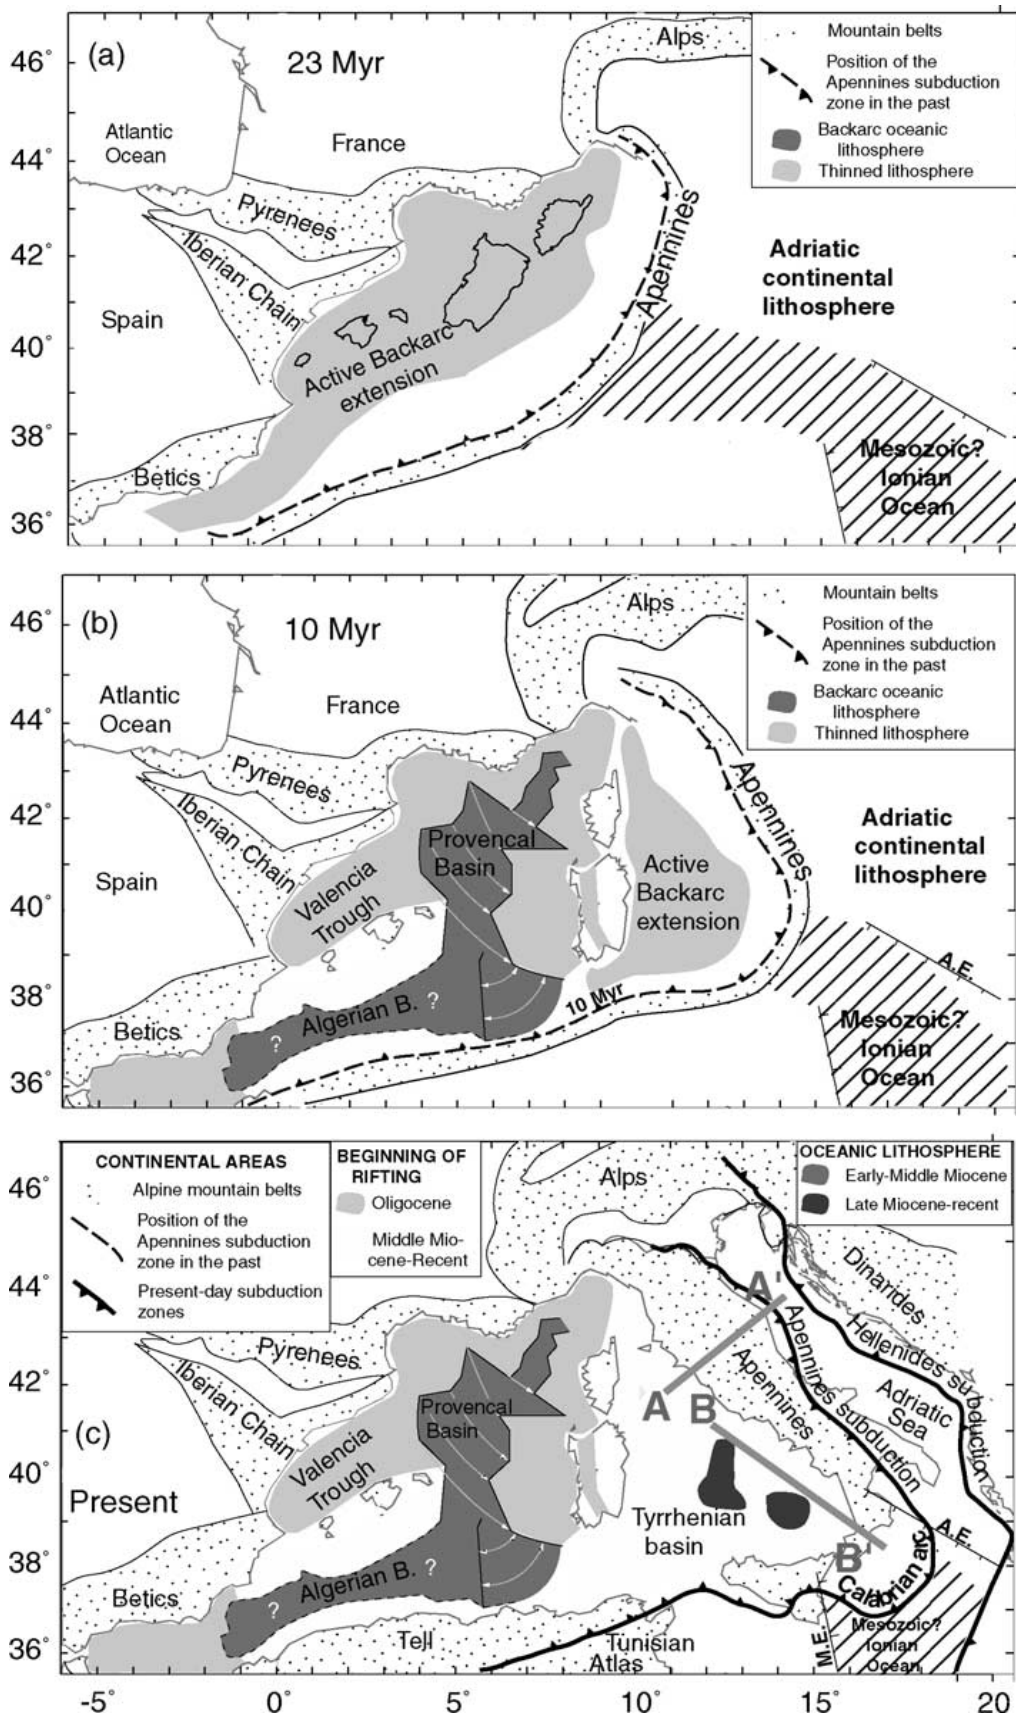 (a)
23 Myr
Alps
Mountain belts
Position of the
Apennines subduction
zone in the past
Backarc oceanic
lithosphere
Thinned lithosphere
46°
44°
42°
40°
38°
36°
Atlantic
Ocean
France
Pyrenees
Iberian Chain
Spain
Betics
Active Backarc
extension
Apennines
Adriatic
continental
lithosphere
Mesozoic?
Ionian
Ocean
(b)
10 Myr
Alps
Mountain belts
Position of the
Apennines subduction
zone in the past
Backarc oceanic
lithosphere
Thinned lithosphere
46°
44°
42°
40°
38°
36°
Atlantic
Ocean
France
Pyrenees
Iberian Chain
Spain
Betics
Valencia
Trough
Provencal
Basin
Algerian B.
?
?
10 Myr
Active
Backarc
extension
Apennines
Adriatic
continental
lithosphere
A.E.
Mesozoic?
Ionian
Ocean
CONTINENTAL AREAS
Alpine mountain belts
Position of the
Apennines subduction
zone in the past
Present-day subduction
zones
BEGINNING OF
RIFTING
Oligocene
Middle Mio-
cene-Recent
OCEANIC LITHOSPHERE
Early-Middle Miocene
Late Miocene-recent
46°
44°
42°
40°
38°
36°
(c)
Present
Alps
Dinarides
Hellenides subduction
Adriatic
Sea
A'
A
B
B'
Apennines subduction
Apennines
Pyrenees
Iberian Chain
Valencia
Trough
Provencal
Basin
Betics
Algerian B.
?
?
Tyrrhenian
basin
Calabrian arc
A.E.
M.E.
Mesozoic?
Ionian
Ocean
Tell
Tunisian
Atlas
-5° 0° 5° 10° 15° 20°